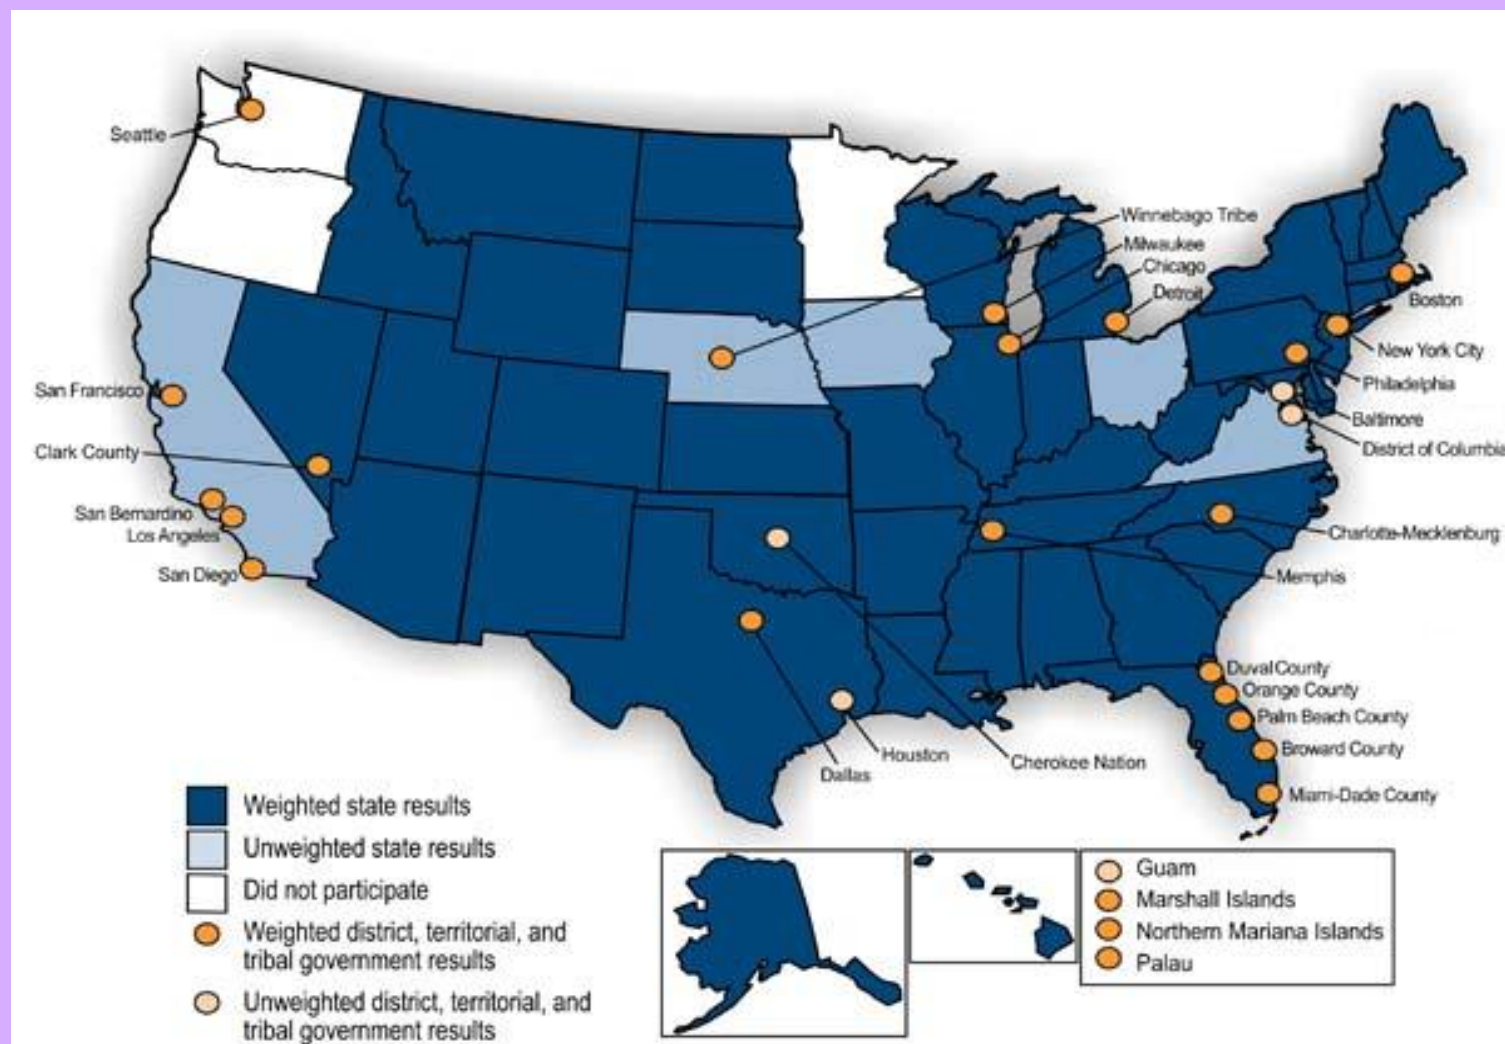 Seattle
Winnebago Tribe
Milwaukee
Chicago
Detroit
Boston
New York City
Philadelphia
Baltimore
District of Columbia
San Francisco
Clark County
San Bernardino
Los Angeles
San Diego
Charlotte-Mecklenburg
Memphis
Duval County
Orange County
Palm Beach County
Broward County
Miami-Dade County
Houston
Cherokee Nation
Dallas
Weighted state results
Unweighted state results
Did not participate
Weighted district, territorial, and
tribal government results
Unweighted district, territorial, and
tribal government results
Guam
Marshall Islands
Northern Mariana Islands
Palau